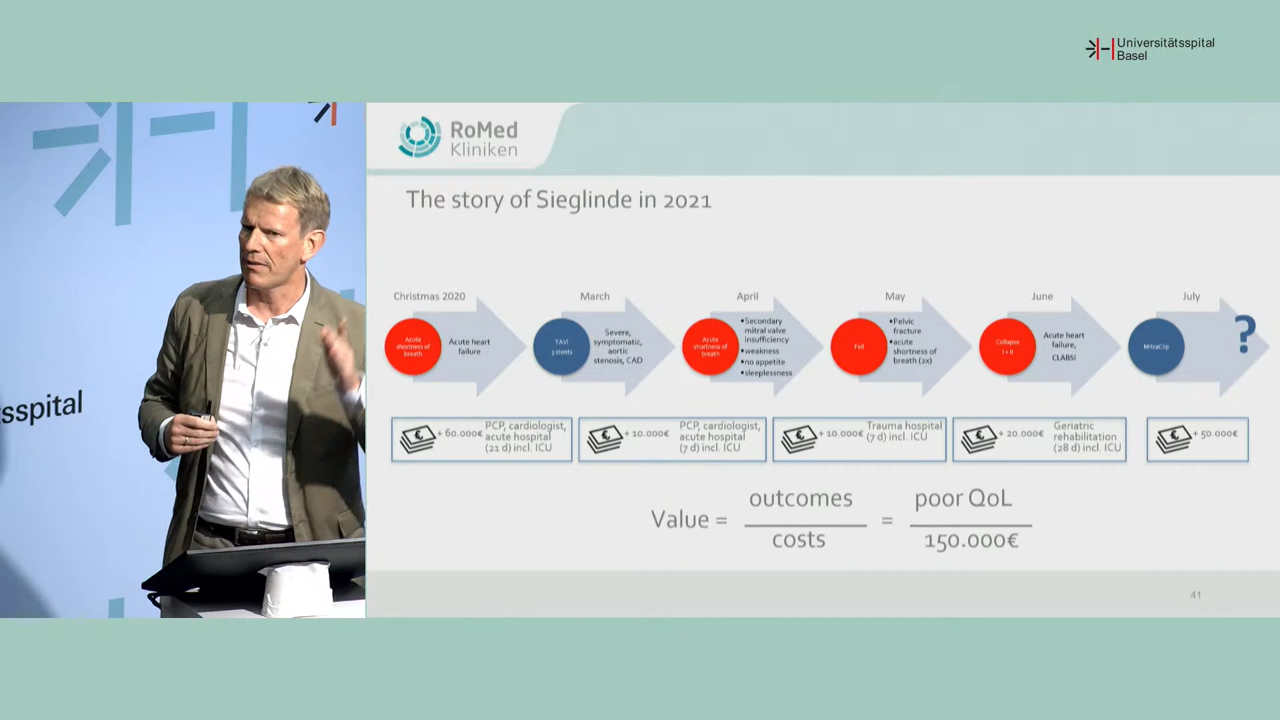 Universitätsspital
Basel
RoMed
Kliniken
The story of Sieglinde in 2021
Christmas 2020
March
April
May
June
July
Acute
shortness of
breath
Acute heart
failure
TAVI
3 stents
Severe,
symptomatic,
aortic
stenosis, CAD
Acute
shortness of
breath
•Secondary
mitral valve
insufficiency
•weakness
•no appetite
•sleeplessness
Fall
•Pelvic
fracture
•acute
shortness of
breath (2x)
Collapse
I + II
Acute heart
failure,
CLABSI
MitraClip
?
+ 60.000€
PCP, cardiologist,
acute hospital
(21 d) incl. ICU
+ 10.000€
PCP, cardiologist,
acute hospital
(7 d) incl. ICU
+ 10.000€
Trauma hospital
(7 d) incl. ICU
+ 20.000€
Geriatric
rehabilitation
(28 d) incl. ICU
+ 50.000€
Value = outcomes / costs = poor QoL / 150.000€
41
sspital